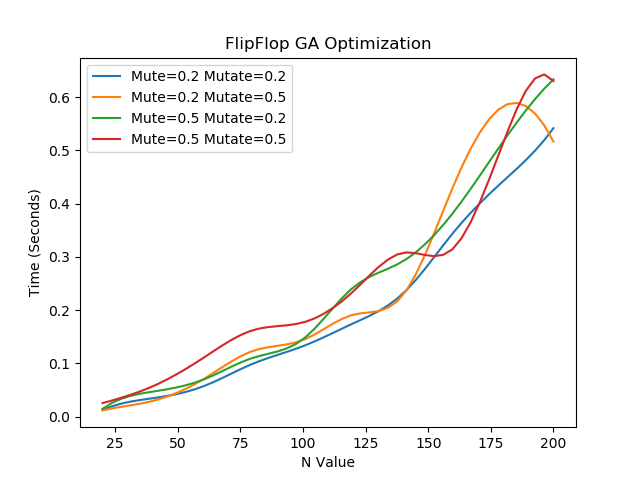 FlipFlop GA Optimization
Mute=0.2 Mutate=0.2
Mute=0.2 Mutate=0.5
Mute=0.5 Mutate=0.2
Mute=0.5 Mutate=0.5
Time (Seconds)
0.6
0.5
0.4
0.3
0.2
0.1
0.0
25 50 75 100 125 150 175 200
N Value